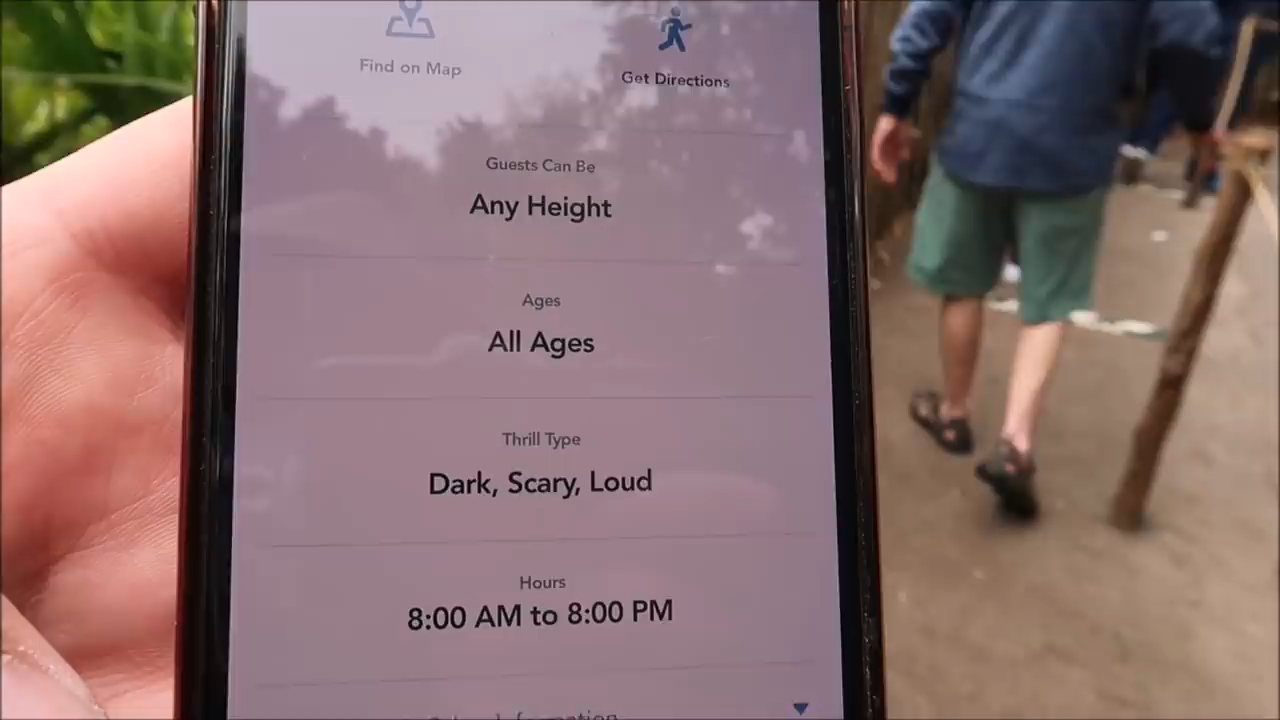 Find on Map
Get Directions
Guests Can Be
Any Height
Ages
All Ages
Thrill Type
Dark, Scary, Loud
Hours
8:00 AM to 8:00 PM